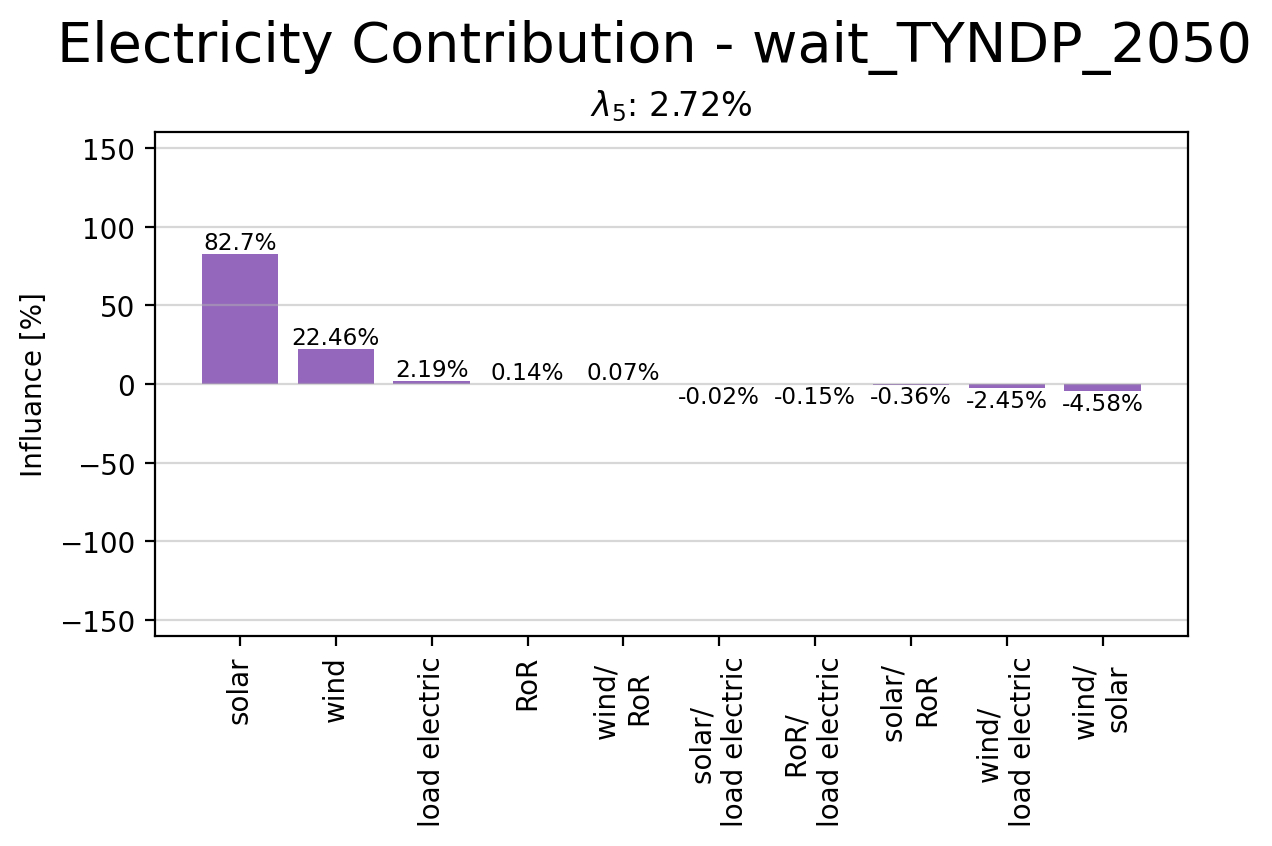 Electricity Contribution - wait_TYNDP_2050
λ5: 2.72%
Influance [%]
150
100
50
0
−50
−100
−150
82.7%
22.46%
2.19%
0.14%
0.07%
-0.02%
-0.15%
-0.36%
-2.45%
-4.58%
solar
wind
load electric
RoR
wind/
RoR
solar/
load electric
RoR/
load electric
solar/
RoR
wind/
load electric
wind/
solar